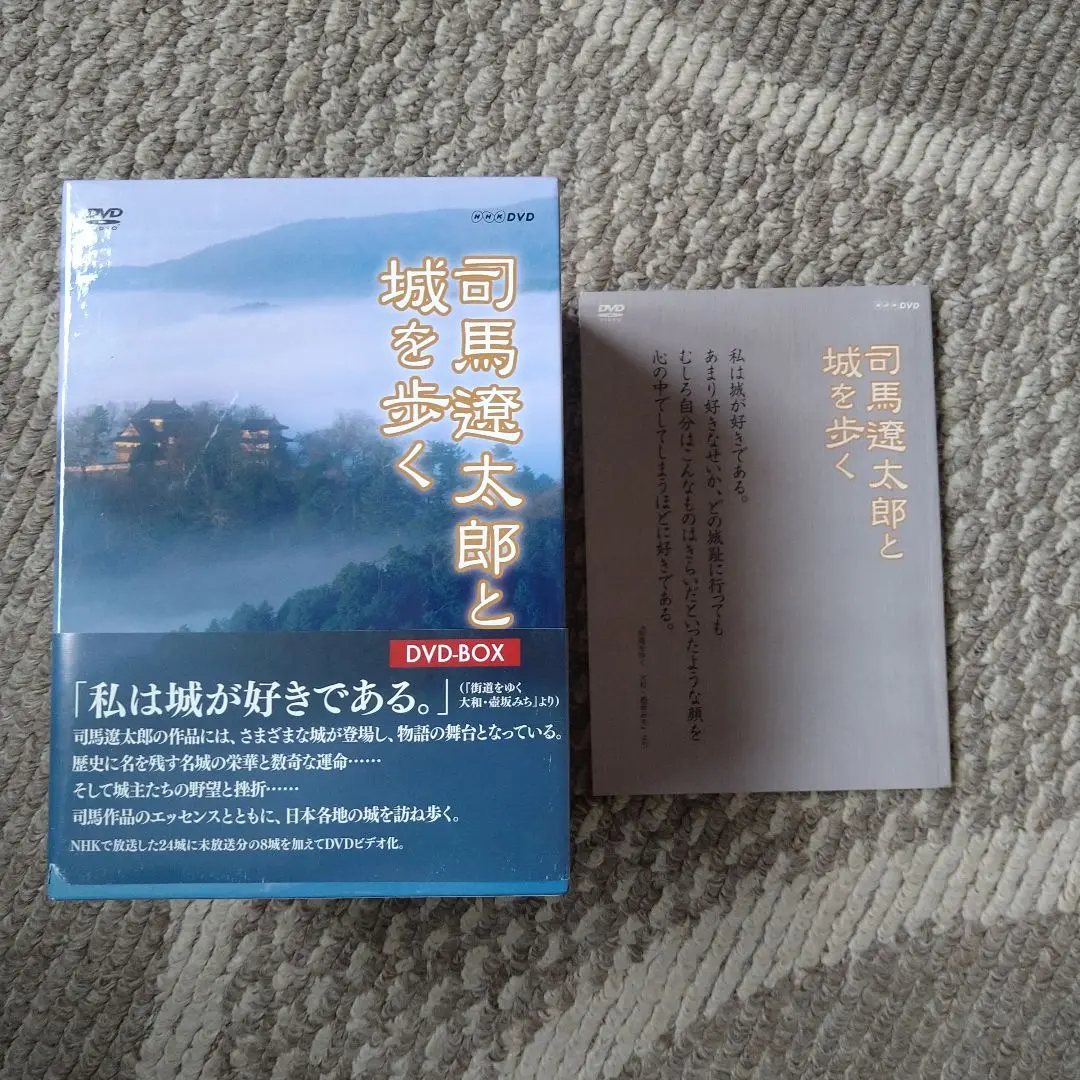 DVD
VIDEO
NHK DVD
司馬遼太郎と
城を歩く
DVD-BOX
「私は城が好きである。」
(「街道をゆく
大和・壺坂みち」より)
司馬遼太郎の作品には、さまざまな城が登場し、物語の舞台となっている。
歴史に名を残す名城の栄華と数奇な運命……
そして城主たちの野望と挫折……
司馬作品のエッセンスとともに、日本各地の城を訪ね歩く。
NHKで放送した24城に未放送分の8城を加えてDVDビデオ化。
DVD
VIDEO
NHK DVD
司馬遼太郎と
城を歩く
私は城が好きである。
あまり好きなせいか、どの城趾に行っても
むしろ自分はこんなものはきらいだといったような顔を
心の中でしてしまうほどに好きである。